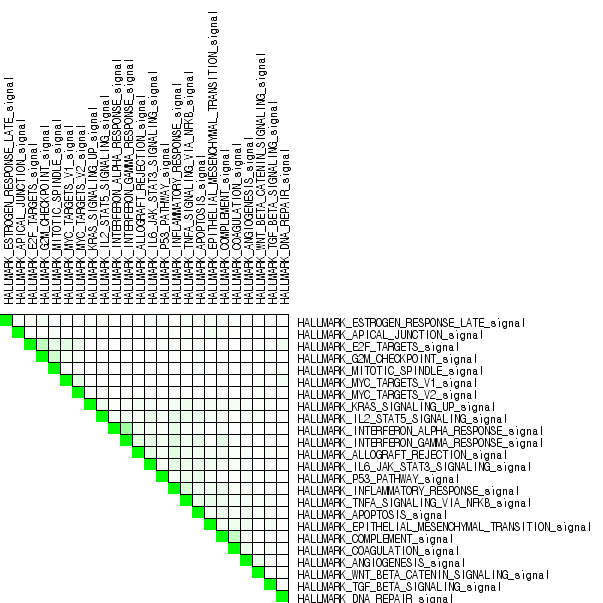 HALLMARK_ESTROGEN_RESPONSE_LATE_signal
HALLMARK_APICAL_JUNCTION_signal
HALLMARK_E2F_TARGETS_signal
HALLMARK_G2M_CHECKPOINT_signal
HALLMARK_MITOTIC_SPINDLE_signal
HALLMARK_MYC_TARGETS_V1_signal
HALLMARK_MYC_TARGETS_V2_signal
HALLMARK_KRAS_SIGNALING_UP_signal
HALLMARK_IL2_STAT5_SIGNALING_signal
HALLMARK_INTERFERON_ALPHA_RESPONSE_signal
HALLMARK_INTERFERON_GAMMA_RESPONSE_signal
HALLMARK_ALLOGRAFT_REJECTION_signal
HALLMARK_IL6_JAK_STAT3_SIGNALING_signal
HALLMARK_P53_PATHWAY_signal
HALLMARK_INFLAMMATORY_RESPONSE_signal
HALLMARK_TNFA_SIGNALING_VIA_NFKB_signal
HALLMARK_APOPTOSIS_signal
HALLMARK_EPITHELIAL_MESENCHYMAL_TRANSITION_signal
HALLMARK_COMPLEMENT_signal
HALLMARK_COAGULATION_signal
HALLMARK_ANGIOGENESIS_signal
HALLMARK_WNT_BETA_CATENIN_SIGNALING_signal
HALLMARK_TGF_BETA_SIGNALING_signal
HALLMARK_DNA_REPAIR_signal
HALLMARK_ESTROGEN_RESPONSE_LATE_signal
HALLMARK_APICAL_JUNCTION_signal
HALLMARK_E2F_TARGETS_signal
HALLMARK_G2M_CHECKPOINT_signal
HALLMARK_MITOTIC_SPINDLE_signal
HALLMARK_MYC_TARGETS_V1_signal
HALLMARK_MYC_TARGETS_V2_signal
HALLMARK_KRAS_SIGNALING_UP_signal
HALLMARK_IL2_STAT5_SIGNALING_signal
HALLMARK_INTERFERON_ALPHA_RESPONSE_signal
HALLMARK_INTERFERON_GAMMA_RESPONSE_signal
HALLMARK_ALLOGRAFT_REJECTION_signal
HALLMARK_IL6_JAK_STAT3_SIGNALING_signal
HALLMARK_P53_PATHWAY_signal
HALLMARK_INFLAMMATORY_RESPONSE_signal
HALLMARK_TNFA_SIGNALING_VIA_NFKB_signal
HALLMARK_APOPTOSIS_signal
HALLMARK_EPITHELIAL_MESENCHYMAL_TRANSITION_signal
HALLMARK_COMPLEMENT_signal
HALLMARK_COAGULATION_signal
HALLMARK_ANGIOGENESIS_signal
HALLMARK_WNT_BETA_CATENIN_SIGNALING_signal
HALLMARK_TGF_BETA_SIGNALING_signal
HALLMARK_DNA_REPAIR_signal